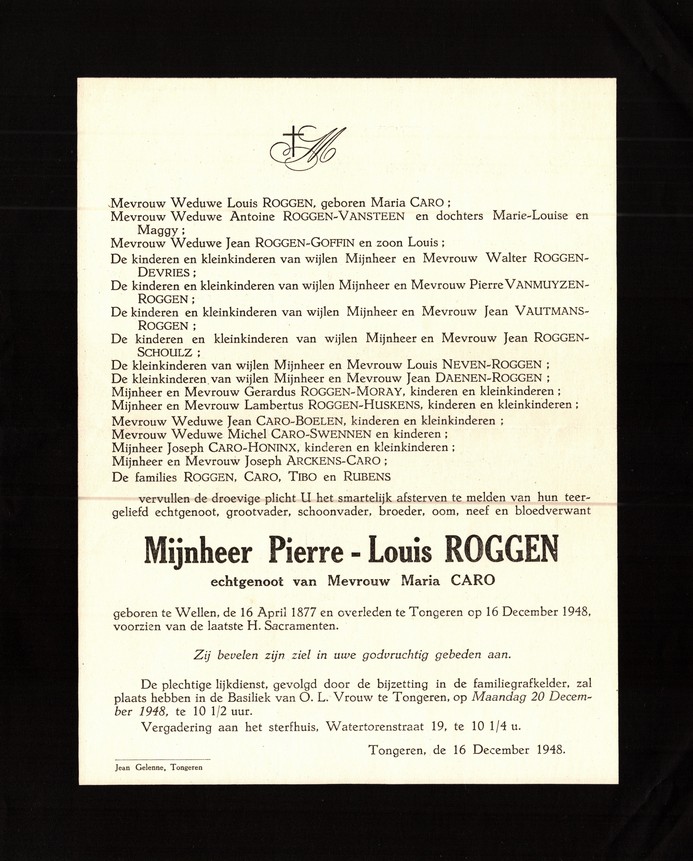 Mevrouw Weduwe Louis ROGGEN, geboren Maria CARO ;
Mevrouw Weduwe Antoine ROGGEN-VANSTEEN en dochters Marie-Louise en
Maggy ;
Mevrouw Weduwe Jean ROGGEN-GOFFIN en zoon Louis ;
De kinderen en kleinkinderen van wijlen Mijnheer en Mevrouw Walter ROGGEN-
DEVRIES ;
De kinderen en kleinkinderen van wijlen Mijnheer en Mevrouw Pierre VANMUYZEN-
ROGGEN ;
De kinderen en kleinkinderen van wijlen Mijnheer en Mevrouw Jean VAUTMANS-
ROGGEN ;
De kinderen en kleinkinderen van wijlen Mijnheer en Mevrouw Jean ROGGEN-
SCHOULZ ;
De kleinkinderen van wijlen Mijnheer en Mevrouw Louis NEVEN-ROGGEN ;
De kleinkinderen van wijlen Mijnheer en Mevrouw Jean DAENEN-ROGGEN ;
Mijnheer en Mevrouw Gerardus ROGGEN-MORAY, kinderen en kleinkinderen ;
Mijnheer en Mevrouw Lambertus ROGGEN-HUSKENS, kinderen en kleinkinderen ;
Mevrouw Weduwe Jean CARO-BOELEN, kinderen en kleinkinderen ;
Mevrouw Weduwe Michel CARO-SWENNEN en kinderen ;
Mijnheer Joseph CARO-HONINX, kinderen en kleinkinderen ;
Mijnheer en Mevrouw Joseph ARCKENS-CARO ;
De families ROGGEN, CARO, TIBO en RUBENS
vervullen de droevige plicht U het smartelijk afsterven te melden van hun teer-
geliefd echtgenoot, grootvader, schoonvader, broeder, oom, neef en bloedverwant
Mijnheer Pierre - Louis ROGGEN
echtgenoot van Mevrouw Maria CARO
geboren te Wellen, de 16 April 1877 en overleden te Tongeren op 16 December 1948,
voorzien van de laatste H. Sacramenten.
Zij bevelen zijn ziel in uwe godvruchtig gebeden aan.
De plechtige lijkdienst, gevolgd door de bijzetting in de familiegrafkelder, zal
plaats hebben in de Basiliek van O. L. Vrouw te Tongeren, op Maandag 20 Decem-
ber 1948, te 10 1/2 uur.
Vergadering aan het sterfhuis, Watertorenstraat 19, te 10 1/4 u.
Tongeren, de 16 December 1948.
Jean Gelenne, Tongeren